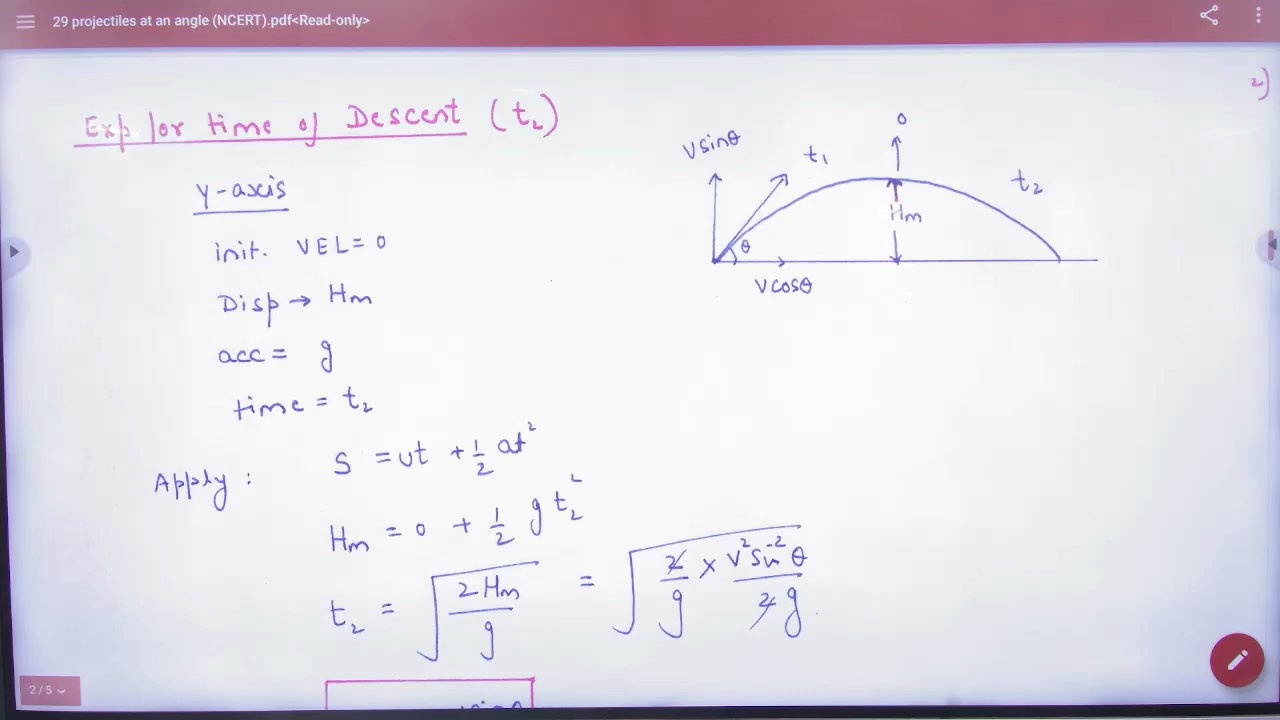 29 projectiles at an angle (NCERT).pdf<Read-only>
2)
Exp for time of Descent (t₂)
y-axis
init. VEL = 0
Disp → Hm
acc = g
time = t₂
Apply :
S = ut + 1/2 at²
Hm = 0 + 1/2 g t₂²
t₂ = √(2Hm/g) = √(2/g × V²Sin²θ/2g)
Vsinθ
t₁
0
t₂
Hm
θ
Vcosθ
2/5